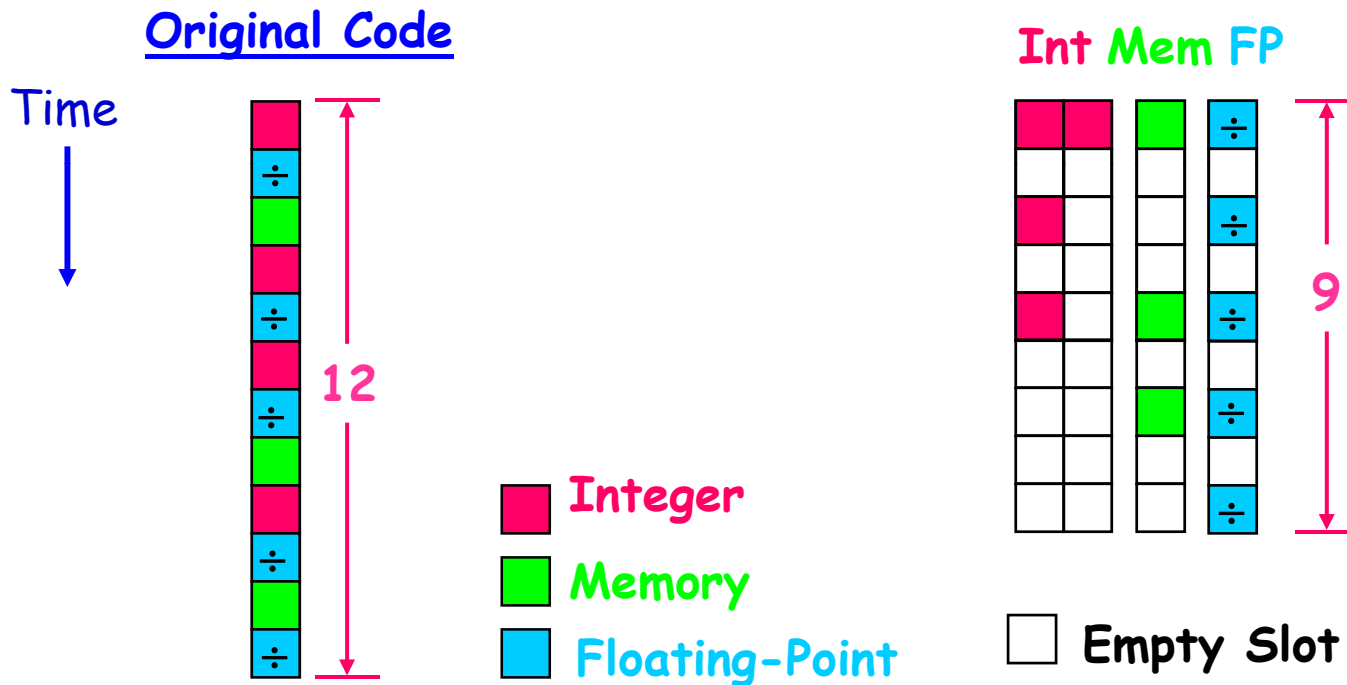 Original Code
Time
÷
÷
÷
÷
÷
12
Integer
Memory
Floating-Point
Int Mem FP
÷
÷
÷
÷
÷
9
Empty Slot